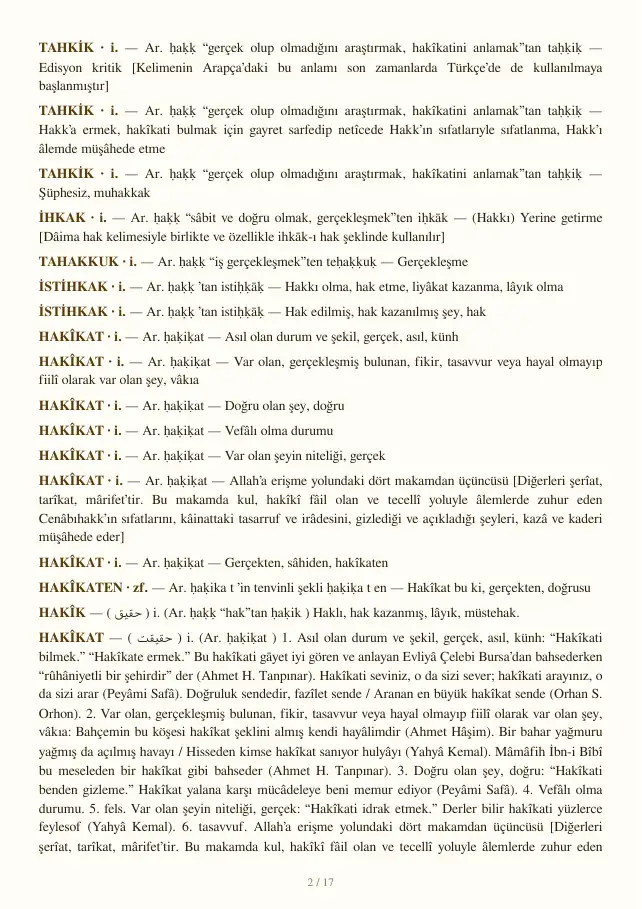 TAHKİK · i. — Ar. ḥaḳḳ “gerçek olup olmadığını araştırmak, hakîkatini anlamak”tan taḥḳiḳ —
Edisyon kritik [Kelimenin Arapça’daki bu anlamı son zamanlarda Türkçe’de de kullanılmaya
başlanmıştır]
TAHKİK · i. — Ar. ḥaḳḳ “gerçek olup olmadığını araştırmak, hakîkatini anlamak”tan taḥḳiḳ —
Hakk’a ermek, hakîkati bulmak için gayret sarfedip netîcede Hakk’ın sıfatlarıyle sıfatlanma, Hakk’ı
âlemde müşâhede etme
TAHKİK · i. — Ar. ḥaḳḳ “gerçek olup olmadığını araştırmak, hakîkatini anlamak”tan taḥḳiḳ —
Şüphesiz, muhakkak
İHKAK · i. — Ar. ḥaḳḳ “sâbit ve doğru olmak, gerçekleşmek”ten iḥḳāḳ — (Hakkı) Yerine getirme
[Dâima hak kelimesiyle birlikte ve özellikle ihkāk-ı hak şeklinde kullanılır]
TAHAKKUK · i. — Ar. ḥaḳḳ “iş gerçekleşmek”ten teḥaḳḳuḳ — Gerçekleşme
İSTİHKAK · i. — Ar. ḥaḳḳ ’tan istiḥḳāḳ — Hakkı olma, hak etme, liyâkat kazanma, lâyık olma
İSTİHKAK · i. — Ar. ḥaḳḳ ’tan istiḥḳāḳ — Hak edilmiş, hak kazanılmış şey, hak
HAKÎKAT · i. — Ar. ḥaḳiḳat — Asıl olan durum ve şekil, gerçek, asıl, künh
HAKÎKAT · i. — Ar. ḥaḳiḳat — Var olan, gerçekleşmiş bulunan, fikir, tasavvur veya hayal olmayıp
fiilî olarak var olan şey, vâkıa
HAKÎKAT · i. — Ar. ḥaḳiḳat — Doğru olan şey, doğru
HAKÎKAT · i. — Ar. ḥaḳiḳat — Vefâlı olma durumu
HAKÎKAT · i. — Ar. ḥaḳiḳat — Var olan şeyin niteliği, gerçek
HAKÎKAT · i. — Ar. ḥaḳiḳat — Allah’a erişme yolundaki dört makamdan üçüncüsü [Diğerleri şerîat,
tarîkat, mârifet’tir. Bu makamda kul, hakîkî fâil olan ve tecellî yoluyle âlemlerde zuhur eden
Cenâbıhakk’ın sıfatlarını, kâinattaki tasarruf ve irâdesini, gizlediği ve açıkladığı şeyleri, kazâ ve kaderi
müşâhede eder]
HAKÎKAT · i. — Ar. ḥaḳiḳat — Gerçekten, sâhiden, hakîkaten
HAKÎKATEN · zf. — Ar. ḥaḳika t ’in tenvinli şekli ḥaḳiḳa t en — Hakîkat bu ki, gerçekten, doğrusu
HAKÎK — ( حقيق ) i. (Ar. ḥaḳḳ “hak”tan ḥaḳik ) Haklı, hak kazanmış, lâyık, müstehak.
HAKÎKAT — ( حقيقت ) i. (Ar. ḥaḳiḳat ) 1. Asıl olan durum ve şekil, gerçek, asıl, künh: “Hakîkati
bilmek.” “Hakîkate ermek.” Bu hakîkati gāyet iyi gören ve anlayan Evliyâ Çelebi Bursa’dan bahsederken
“rûhâniyetli bir şehirdir” der (Ahmet H. Tanpınar). Hakîkati seviniz, o da sizi sever; hakîkati arayınız, o
da sizi arar (Peyâmi Safâ). Doğruluk sendedir, fazîlet sende / Aranan en büyük hakîkat sende (Orhan S.
Orhon). 2. Var olan, gerçekleşmiş bulunan, fikir, tasavvur veya hayal olmayıp fiilî olarak var olan şey,
vâkıa: Bahçemin bu köşesi hakîkat şeklini almış kendi hayâlimdir (Ahmet Hâşim). Bir bahar yağmuru
yağmış da açılmış havayı / Hisseden kimse hakîkat sanıyor hulyâyı (Yahyâ Kemal). Mâmâfih İbn-i Bîbî
bu meseleden bir hakîkat gibi bahseder (Ahmet H. Tanpınar). 3. Doğru olan şey, doğru: “Hakîkati
benden gizleme.” Hakîkat yalana karşı mücâdeleye beni memur ediyor (Peyâmi Safâ). 4. Vefâlı olma
durumu. 5. fels. Var olan şeyin niteliği, gerçek: “Hakîkati idrak etmek.” Derler bilir hakîkati yüzlerce
feylesof (Yahyâ Kemal). 6. tasavvuf. Allah’a erişme yolundaki dört makamdan üçüncüsü [Diğerleri
şerîat, tarîkat, mârifet’tir. Bu makamda kul, hakîkî fâil olan ve tecellî yoluyle âlemlerde zuhur eden
2 / 17